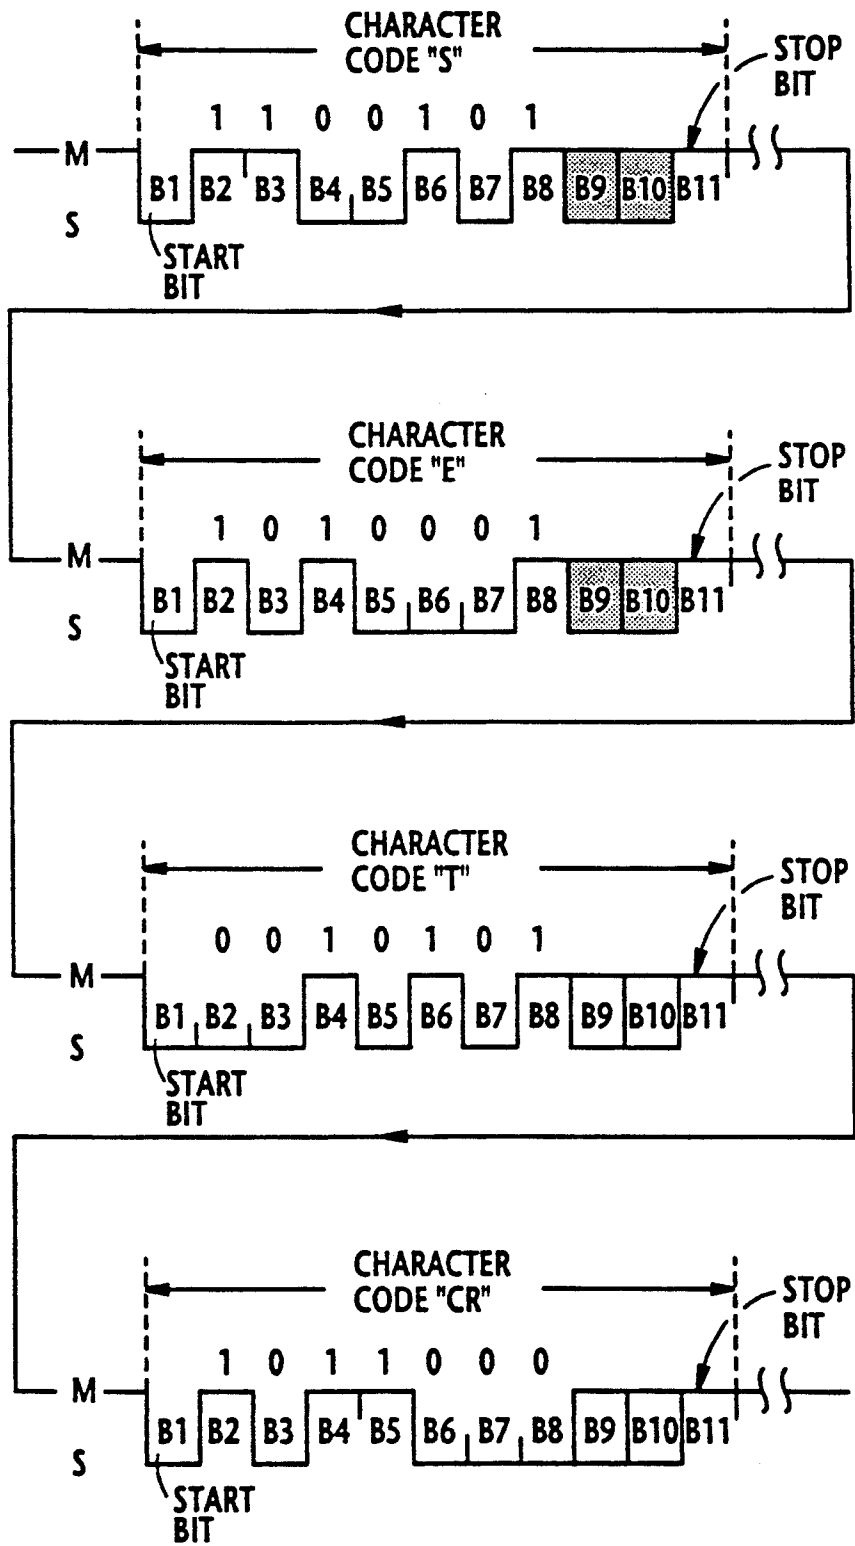 CHARACTER
CODE "S"
STOP
BIT
1 1 0 0 1 0 1
M
B1 B2 B3 B4 B5 B6 B7 B8 B9 B10 B11
S
START
BIT
CHARACTER
CODE "E"
STOP
BIT
1 0 1 0 0 0 1
M
B1 B2 B3 B4 B5 B6 B7 B8 B9 B10 B11
S
START
BIT
CHARACTER
CODE "T"
STOP
BIT
0 0 1 0 1 0 1
M
B1 B2 B3 B4 B5 B6 B7 B8 B9 B10 B11
S
START
BIT
CHARACTER
CODE "CR"
STOP
BIT
1 0 1 1 0 0 0
M
B1 B2 B3 B4 B5 B6 B7 B8 B9 B10 B11
S
START
BIT